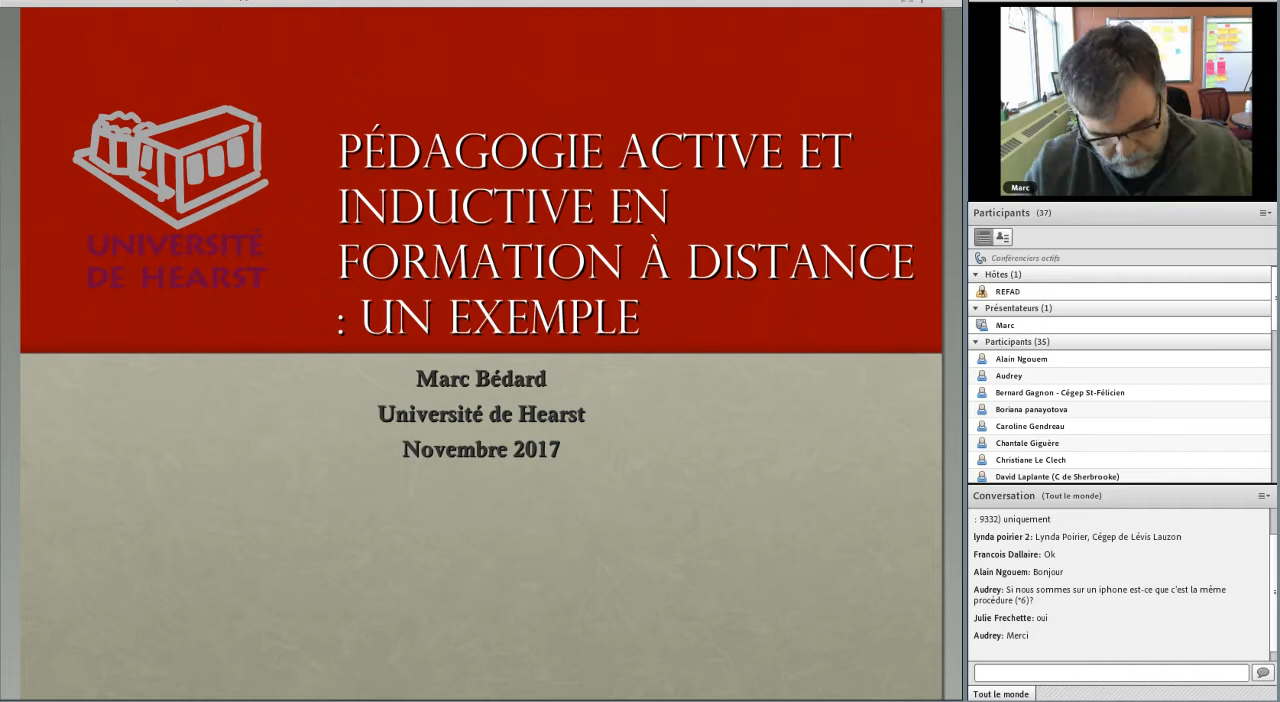 UNIVERSITÉ
DE HEARST
PÉDAGOGIE ACTIVE ET
INDUCTIVE EN
FORMATION À DISTANCE
: UN EXEMPLE
Marc Bédard
Université de Hearst
Novembre 2017
Marc
Participants (37)
Conférenciers actifs
Hôtes (1)
REFAD
Présentateurs (1)
Marc
Participants (35)
Alain Ngouem
Audrey
Bernard Gagnon - Cégep St-Félicien
Boriana panayotova
Caroline Gendreau
Chantale Giguère
Christiane Le Clech
David Laplante (C de Sherbrooke)
Conversation (Tout le monde)
: 9332) uniquement
lynda poirier 2: Lynda Poirier, Cégep de Lévis Lauzon
Francois Dallaire: Ok
Alain Ngouem: Bonjour
Audrey: Si nous sommes sur un iphone est-ce que c'est la même
procédure (*6)?
Julie Frechette: oui
Audrey: Merci
Tout le monde